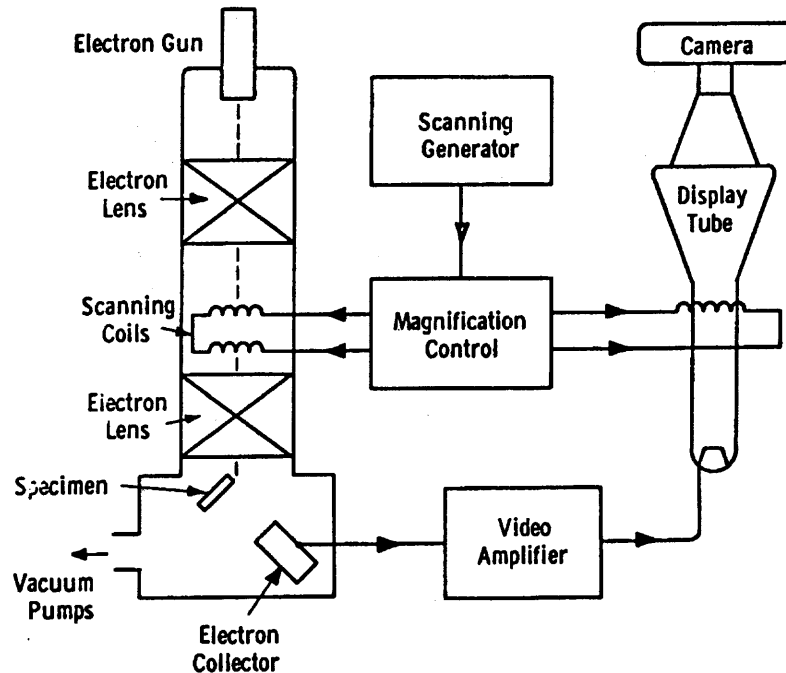 Electron Gun
Camera
Scanning
Generator
Electron
Lens
Display
Tube
Scanning
Coils
Magnification
Control
Electron
Lens
Specimen
Video
Amplifier
Vacuum
Pumps
Electron
Collector